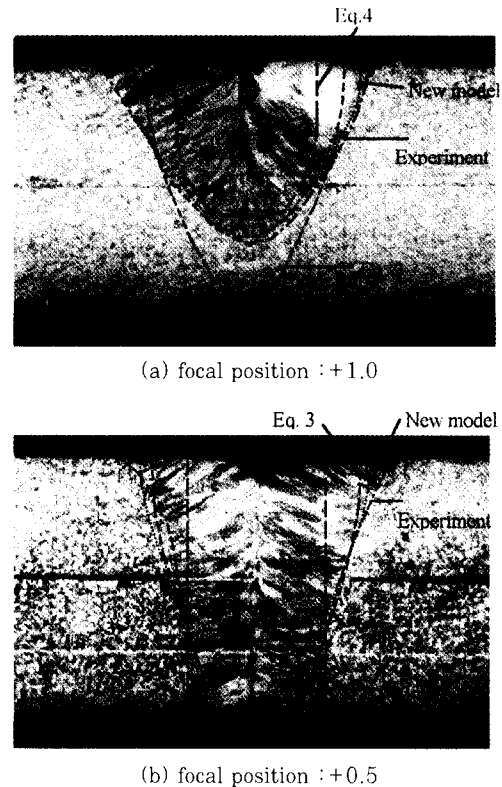 Eq.4
New model
Experiment
(a) focal position :+1.0
Eq. 3
New model
Experiment
(b) focal position :+0.5